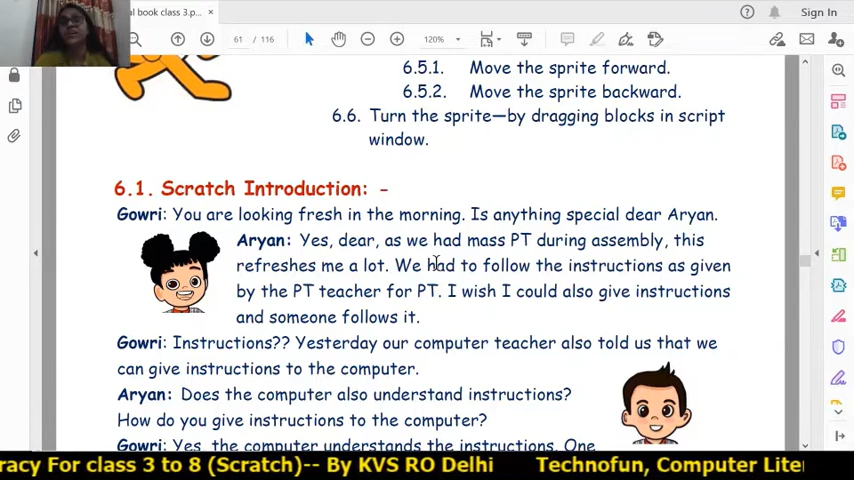 al book class 3.p...
Sign In
61 / 116
120%
6.5.1. Move the sprite forward.
6.5.2. Move the sprite backward.
6.6. Turn the sprite—by dragging blocks in script
window.
6.1. Scratch Introduction: -
Gowri: You are looking fresh in the morning. Is anything special dear Aryan.
Aryan: Yes, dear, as we had mass PT during assembly, this
refreshes me a lot. We had to follow the instructions as given
by the PT teacher for PT. I wish I could also give instructions
and someone follows it.
Gowri: Instructions?? Yesterday our computer teacher also told us that we
can give instructions to the computer.
Aryan: Does the computer also understand instructions?
How do you give instructions to the computer?
Gowri: Yes, the computer understands the instructions. One
racy For class 3 to 8 (Scratch)-- By KVS RO Delhi Technofun, Computer Liter